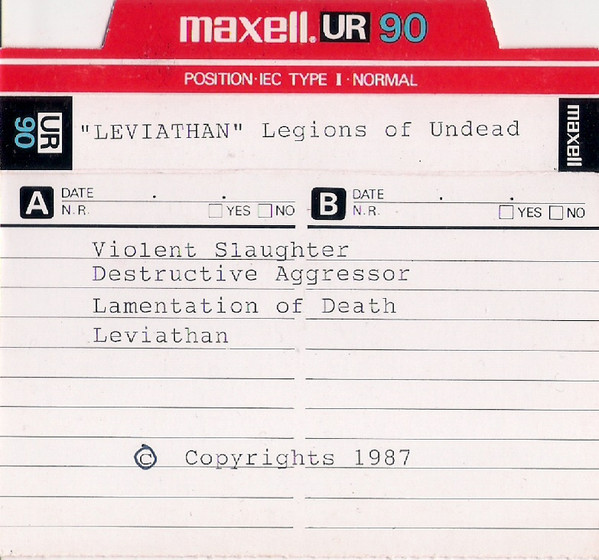 maxell. UR 90
POSITION·IEC TYPE I·NORMAL
UR 90 "LEVIATHAN" Legions of Undead maxell
A DATE . . B DATE . .
N.R. YES NO N.R. YES NO
Violent Slaughter
Destructive Aggressor
Lamentation of Death
Leviathan
© Copyrights 1987